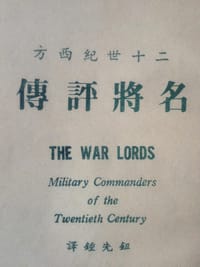 二十世紀西方
名將評傳
THE WAR LORDS
Military Commanders
of the
Twentieth Century
鈕先鍾譯